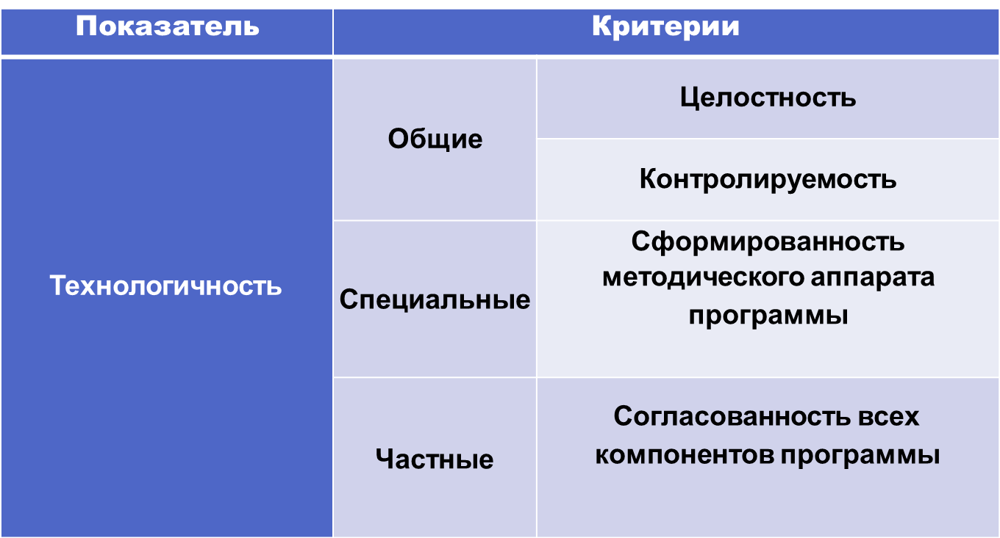 Показатель
Критерии
Технологичность
Общие
Целостность
Контролируемость
Специальные
Сформированность
методического аппарата
программы
Частные
Согласованность всех
компонентов программы